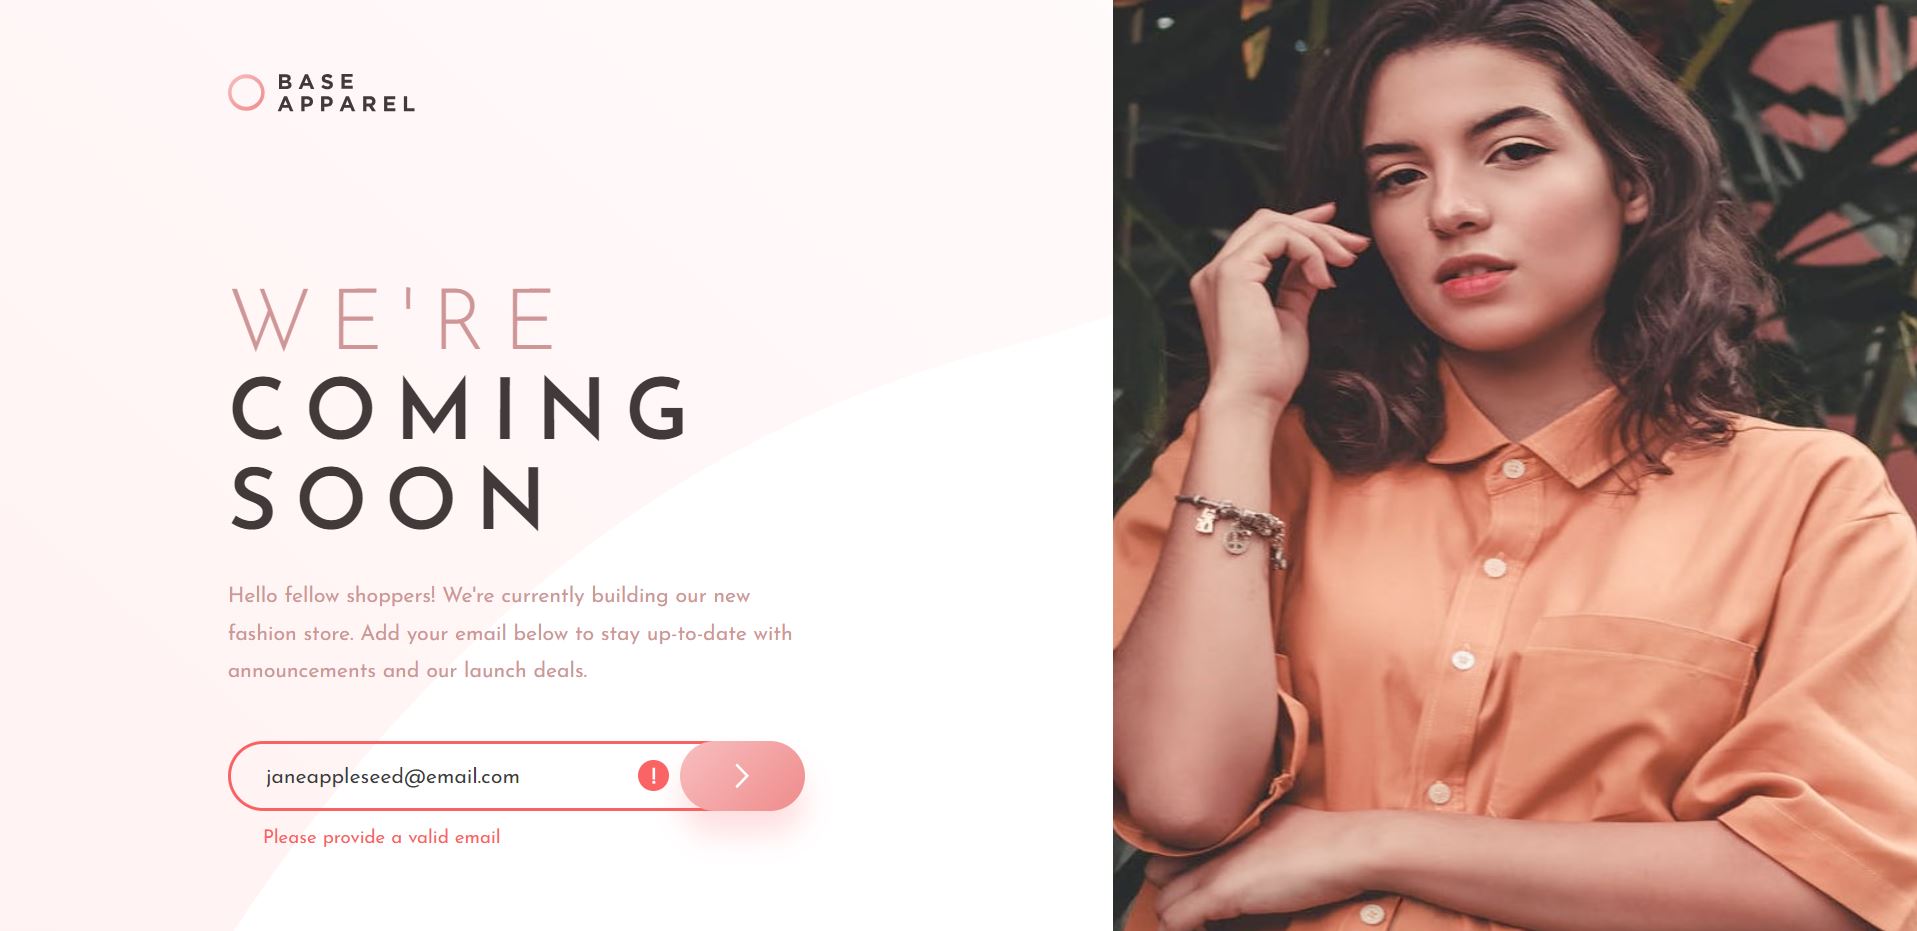 BASE
APPAREL
WE'RE
COMING
SOON
Hello fellow shoppers! We're currently building our new
fashion store. Add your email below to stay up-to-date with
announcements and our launch deals.
janeappleseed@email.com
!
Please provide a valid email